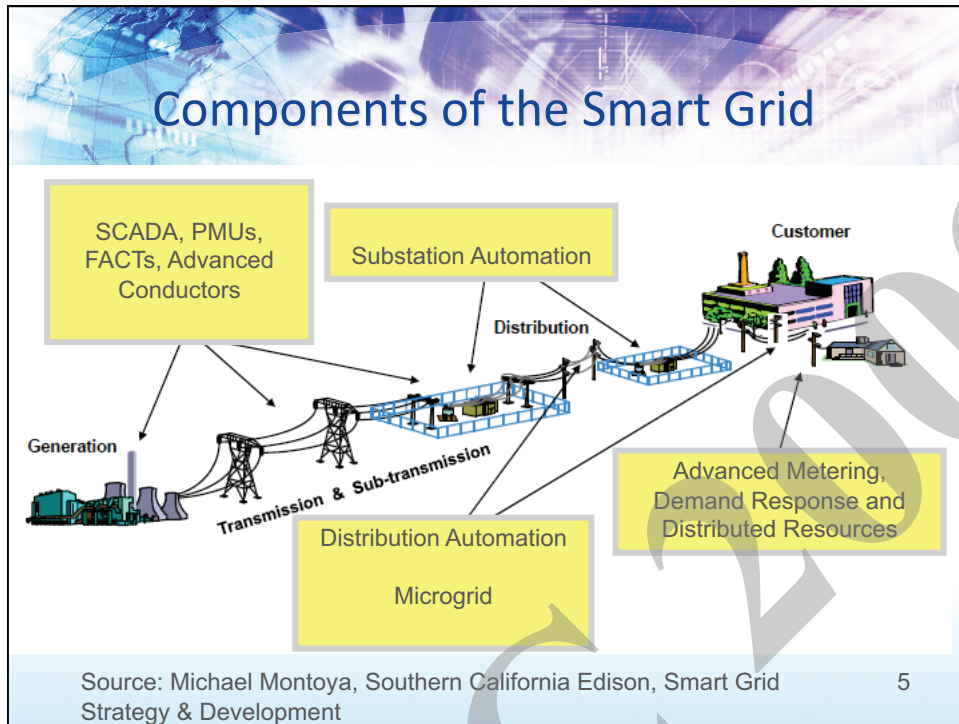 Components of the Smart Grid
SCADA, PMUs,
FACTs, Advanced
Conductors
Substation Automation
Customer
Distribution
Generation
Transmission & Sub-transmission
Advanced Metering,
Demand Response and
Distributed Resources
Distribution Automation
Microgrid
Source: Michael Montoya, Southern California Edison, Smart Grid
Strategy & Development
5